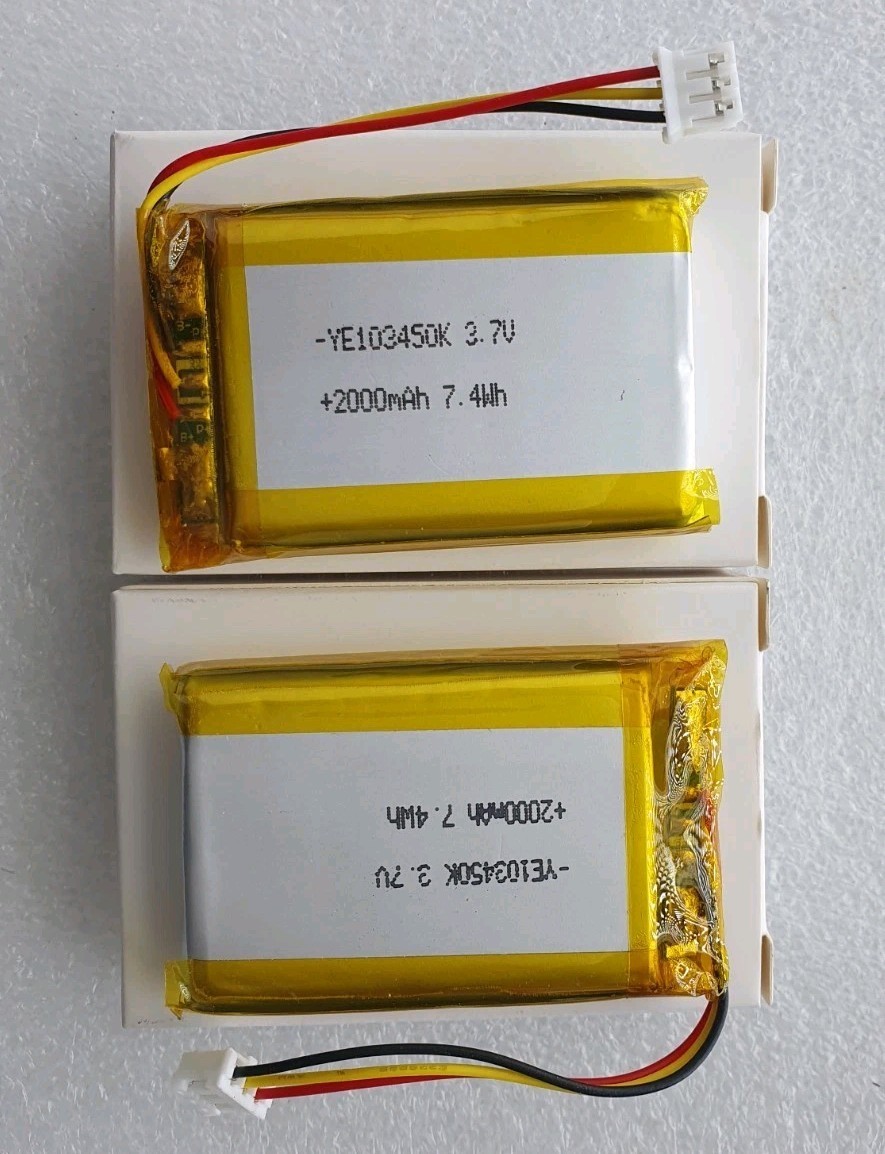 -YE103450K 3.7V
+2000mAh 7.4Wh
B-
B+
-YE103450K 3.7V
+2000mAh 7.4Wh